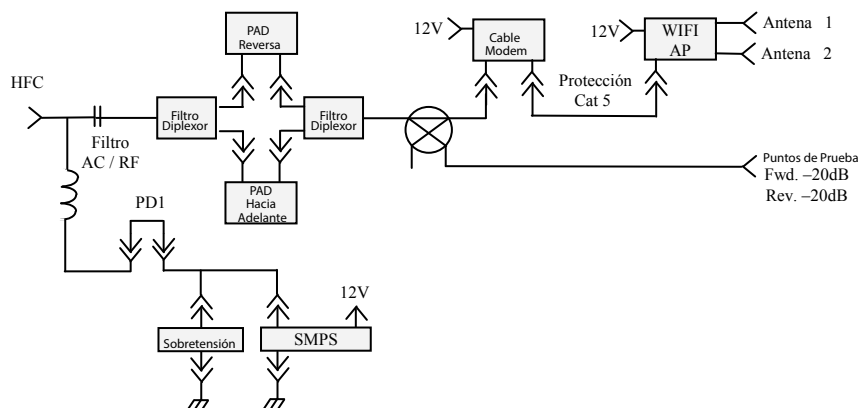 PAD
Reversa
12V
Cable
Modem
12V
WIFI
AP
Antena 1
Antena 2
HFC
Filtro
Diplexor
Filtro
Diplexor
Protección
Cat 5
Filtro
AC / RF
PAD
Hacia
Adelante
Puntos de Prueba
Fwd. –20dB
Rev. –20dB
PD1
12V
Sobretensión
SMPS